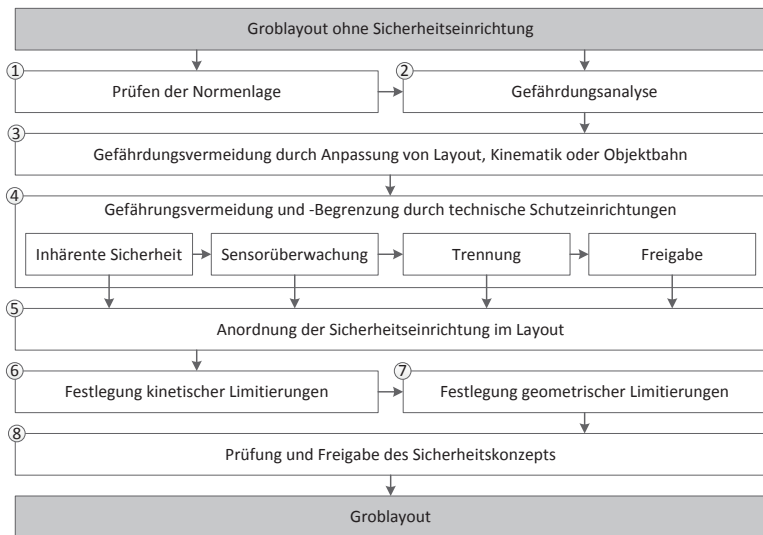 Groblayout ohne Sicherheitseinrichtung
1
Prüfen der Normenlage
2
Gefährdungsanalyse
3
Gefährdungsvermeidung durch Anpassung von Layout, Kinematik oder Objektbahn
4
Gefährungsvermeidung und -Begrenzung durch technische Schutzeinrichtungen
Inhärente Sicherheit
Sensorüberwachung
Trennung
Freigabe
5
Anordnung der Sicherheitseinrichtung im Layout
6
Festlegung kinetischer Limitierungen
7
Festlegung geometrischer Limitierungen
8
Prüfung und Freigabe des Sicherheitskonzepts
Groblayout